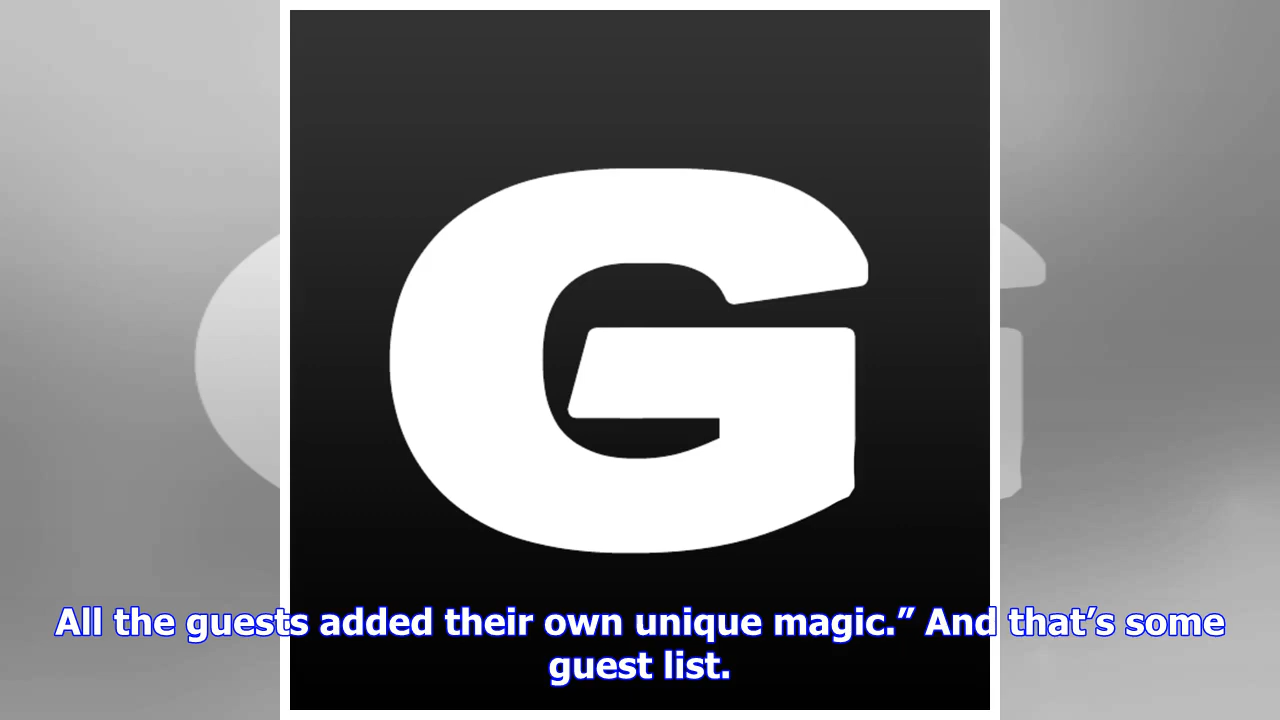 G
All the guests added their own unique magic.” And that’s some
guest list.